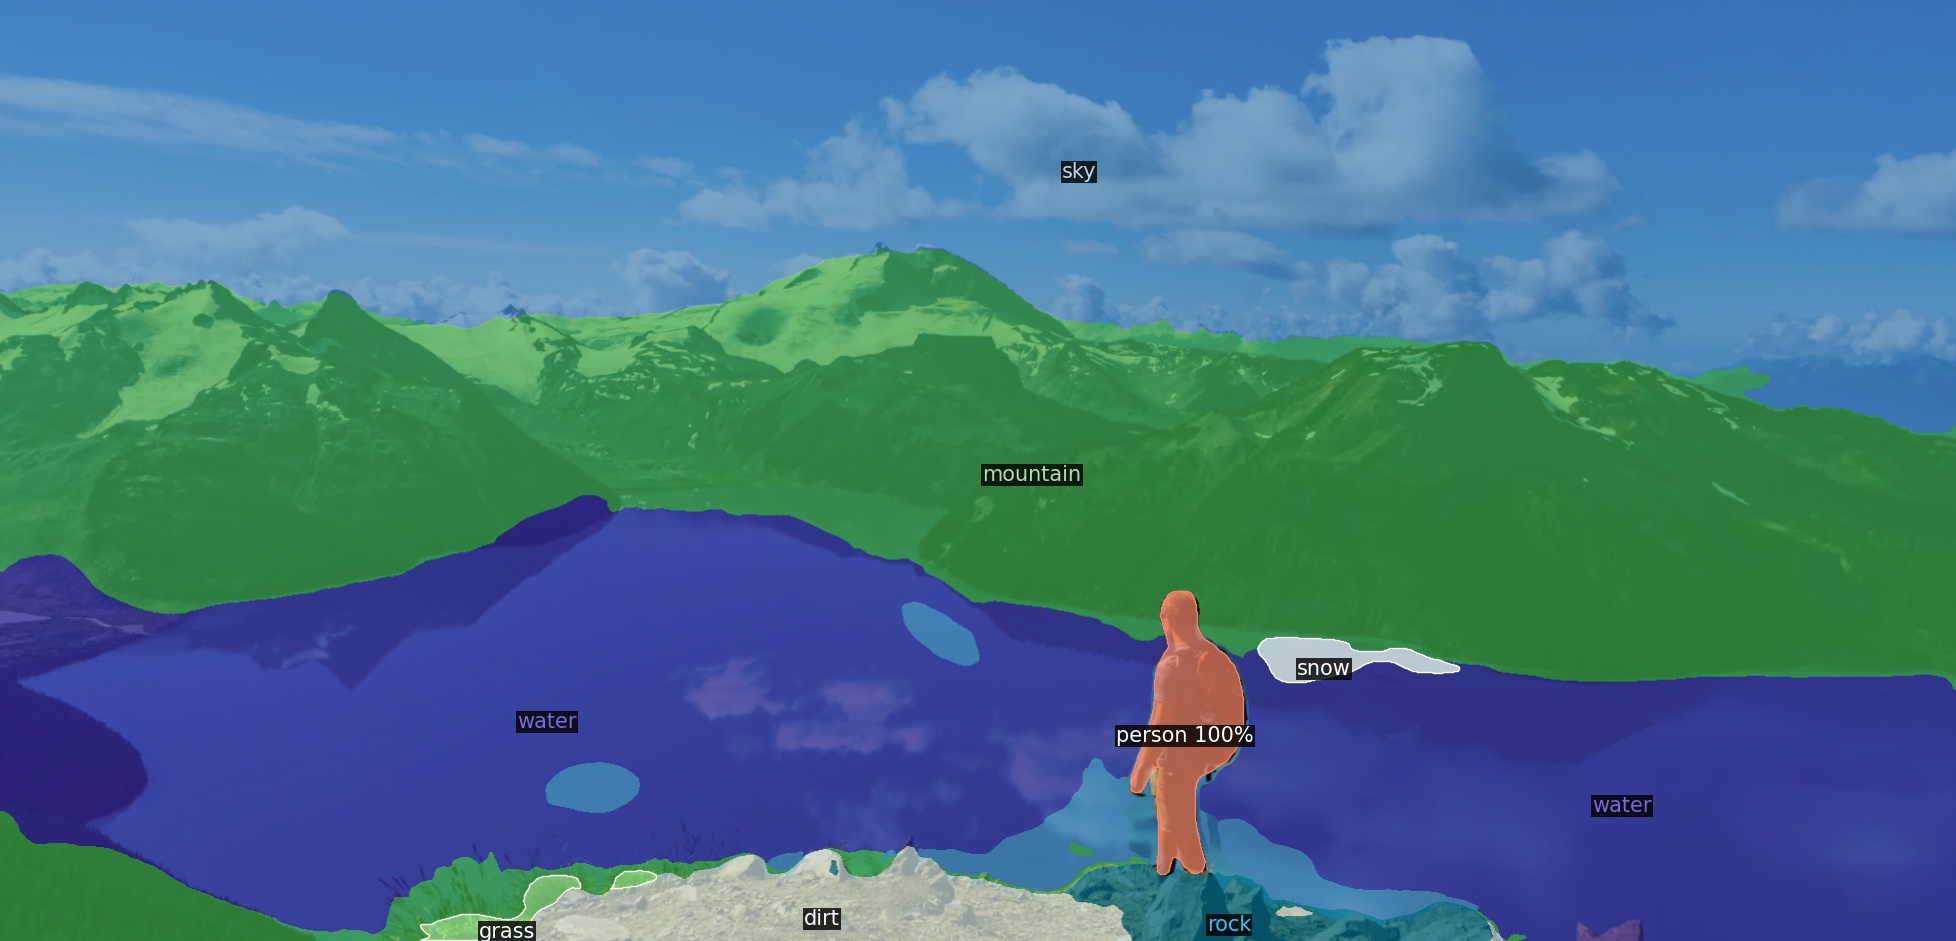 sky
mountain
snow
water
person 100%
water
dirt
rock
grass